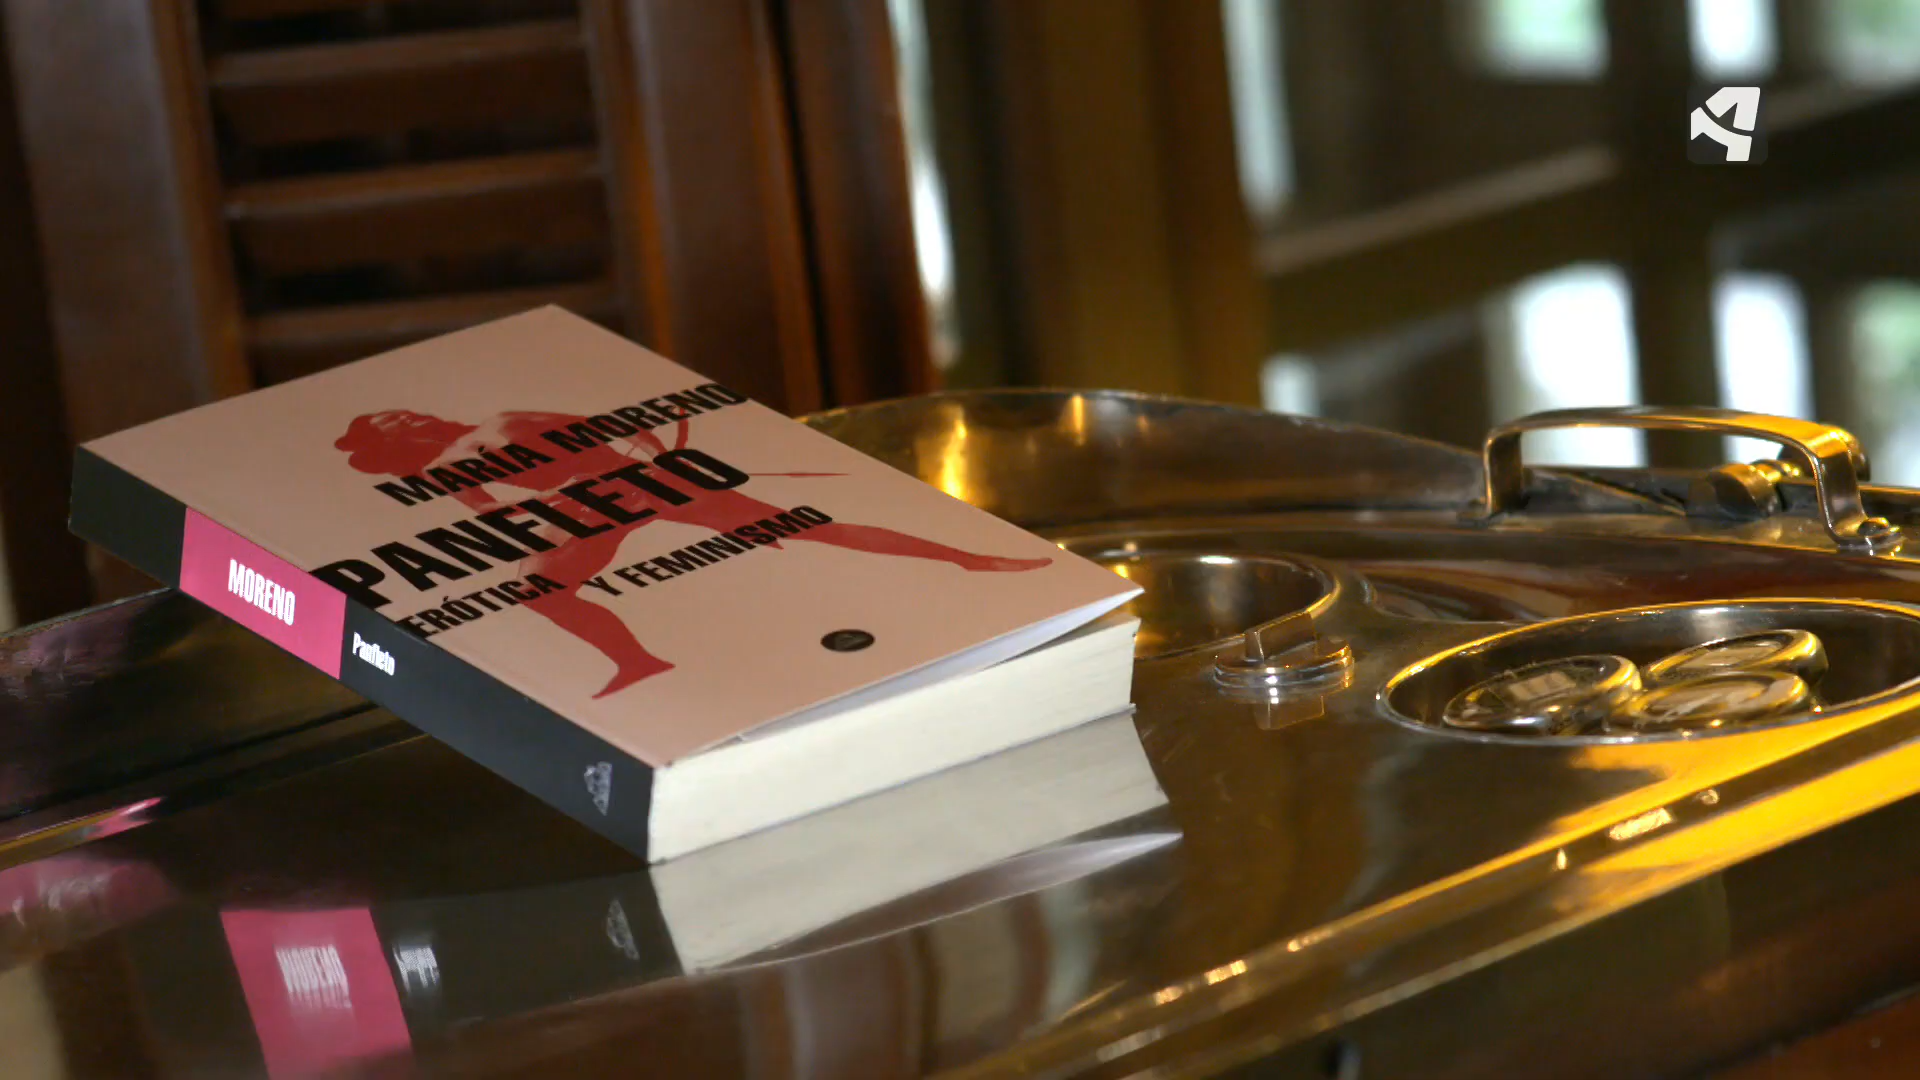 MARÍA MORENO
PANFLETO
ERÓTICA Y FEMINISMO
MORENO
Panfleto